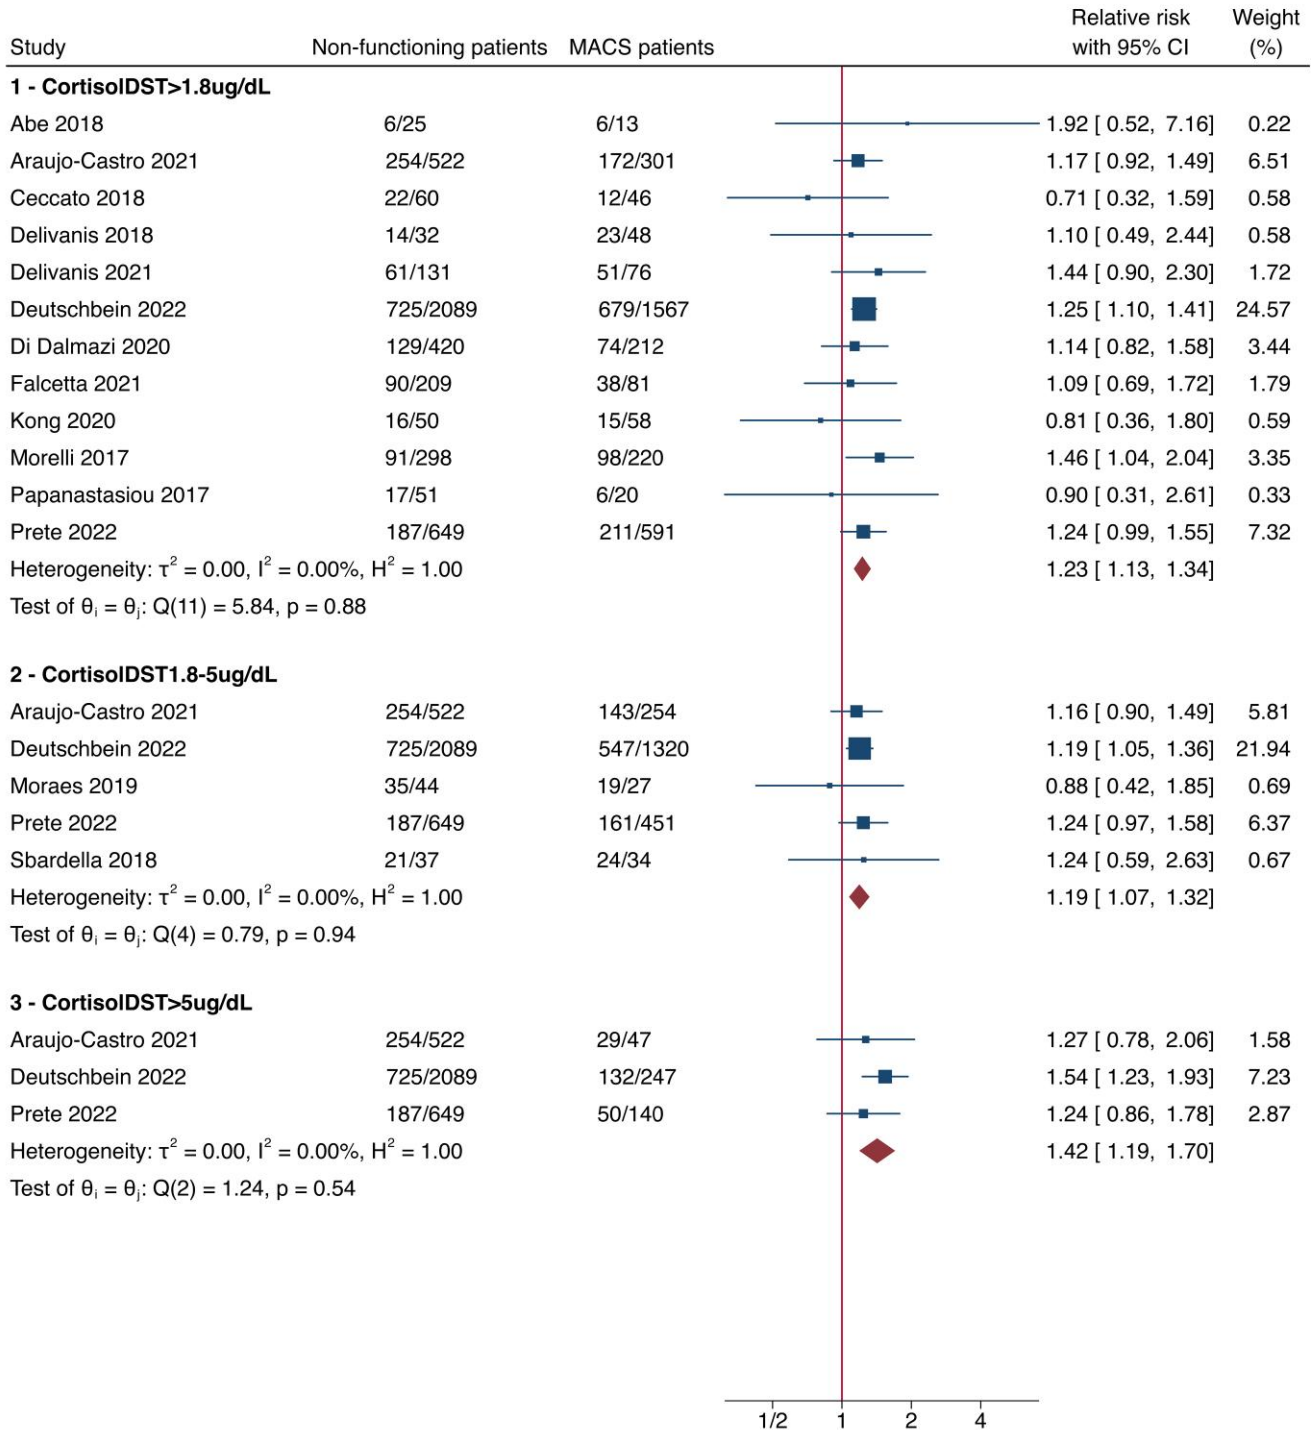 Relative risk Weight
Study Non-functioning patients MACS patients with 95% CI (%)
1 - CortisolDST>1.8ug/dL
Abe 2018 6/25 6/13 1.92 [ 0.52, 7.16] 0.22
Araujo-Castro 2021 254/522 172/301 1.17 [ 0.92, 1.49] 6.51
Ceccato 2018 22/60 12/46 0.71 [ 0.32, 1.59] 0.58
Delivanis 2018 14/32 23/48 1.10 [ 0.49, 2.44] 0.58
Delivanis 2021 61/131 51/76 1.44 [ 0.90, 2.30] 1.72
Deutschbein 2022 725/2089 679/1567 1.25 [ 1.10, 1.41] 24.57
Di Dalmazi 2020 129/420 74/212 1.14 [ 0.82, 1.58] 3.44
Falcetta 2021 90/209 38/81 1.09 [ 0.69, 1.72] 1.79
Kong 2020 16/50 15/58 0.81 [ 0.36, 1.80] 0.59
Morelli 2017 91/298 98/220 1.46 [ 1.04, 2.04] 3.35
Papanastasiou 2017 17/51 6/20 0.90 [ 0.31, 2.61] 0.33
Prete 2022 187/649 211/591 1.24 [ 0.99, 1.55] 7.32
Heterogeneity: τ² = 0.00, I² = 0.00%, H² = 1.00 1.23 [ 1.13, 1.34]
Test of θᵢ = θⱼ: Q(11) = 5.84, p = 0.88
2 - CortisolDST1.8-5ug/dL
Araujo-Castro 2021 254/522 143/254 1.16 [ 0.90, 1.49] 5.81
Deutschbein 2022 725/2089 547/1320 1.19 [ 1.05, 1.36] 21.94
Moraes 2019 35/44 19/27 0.88 [ 0.42, 1.85] 0.69
Prete 2022 187/649 161/451 1.24 [ 0.97, 1.58] 6.37
Sbardella 2018 21/37 24/34 1.24 [ 0.59, 2.63] 0.67
Heterogeneity: τ² = 0.00, I² = 0.00%, H² = 1.00 1.19 [ 1.07, 1.32]
Test of θᵢ = θⱼ: Q(4) = 0.79, p = 0.94
3 - CortisolDST>5ug/dL
Araujo-Castro 2021 254/522 29/47 1.27 [ 0.78, 2.06] 1.58
Deutschbein 2022 725/2089 132/247 1.54 [ 1.23, 1.93] 7.23
Prete 2022 187/649 50/140 1.24 [ 0.86, 1.78] 2.87
Heterogeneity: τ² = 0.00, I² = 0.00%, H² = 1.00 1.42 [ 1.19, 1.70]
Test of θᵢ = θⱼ: Q(2) = 1.24, p = 0.54
1/2 1 2 4